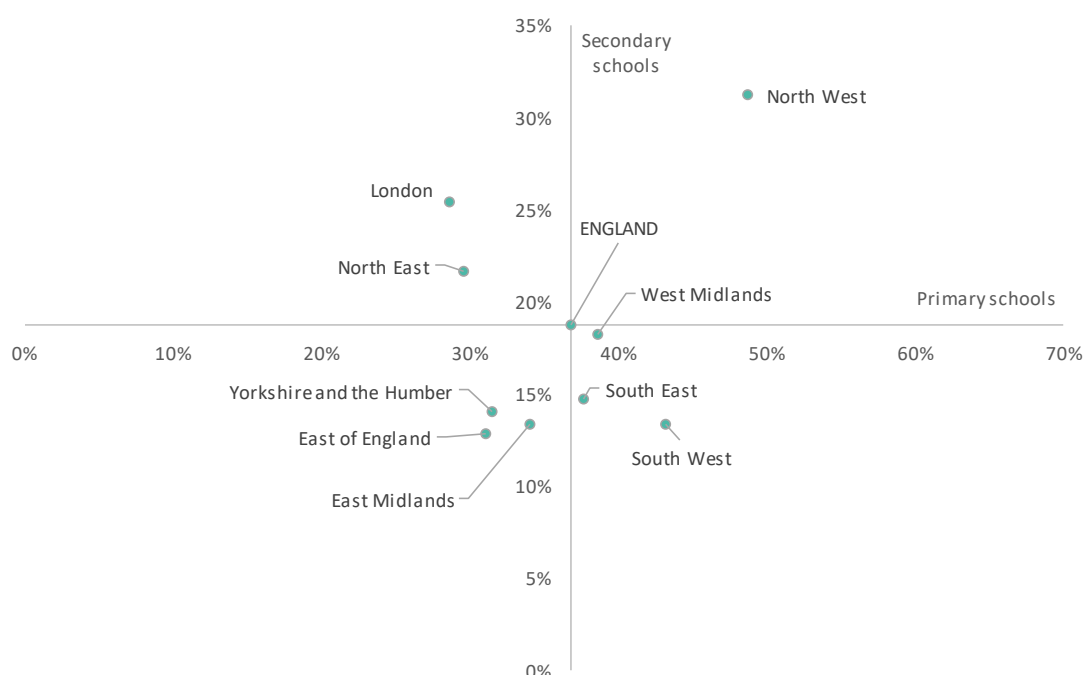 35%
Secondary
schools
North West
30%
London
25%
ENGLAND
North East
West Midlands
20%
Primary schools
0% 10% 20% 30% 40% 50% 60% 70%
Yorkshire and the Humber
15%
South East
East of England
South West
10%
East Midlands
5%
0%